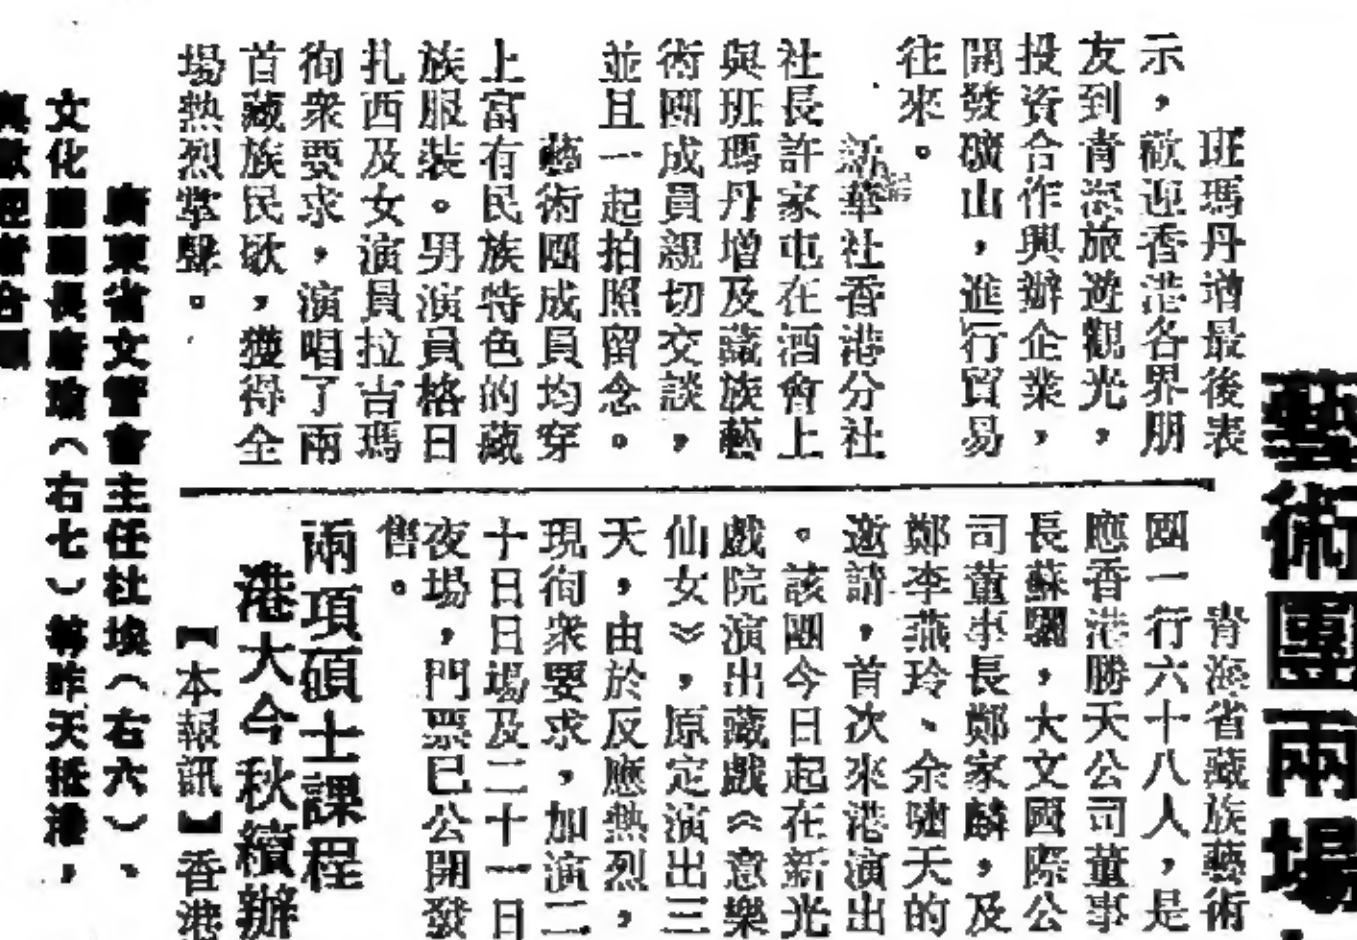 藝術團兩場
班瑪丹增最後表
示，歡迎香港各界朋
友到青海旅遊觀光，
投資合作興辦企業，
開發礦山，進行貿易
往來。
新華社香港分社
社長許家屯在酒會上
與班瑪丹增及藏族藝
術團成員親切交談，
並且一起拍照留念。
藝術團成員均穿
上富有民族特色的藏
族服裝。男演員格日
扎西及女演員拉吉瑪
徇衆要求，演唱了兩
首藏族民歌，獲得全
場熱烈掌聲。
青海省藏族藝術
團一行六十八人，是
應香港勝天公司董事
長蘇驪，大文國際公
司董事長鄭家麟，及
鄭李燕玲、余嘯天的
邀請，首次來港演出
。該團今日起在新光
戲院演出藏戲《意樂
仙女》，原定演出三
天，由於反應熱烈，
現徇衆要求，加演二
十日日場及二十一日
夜場，門票已公開發
售。
兩項碩士課程
港大今秋續辦
【本報訊】香港
廣東省文管會主任杜埃（右六）、
文化廳廳長唐瑜（右七）等昨天抵港，